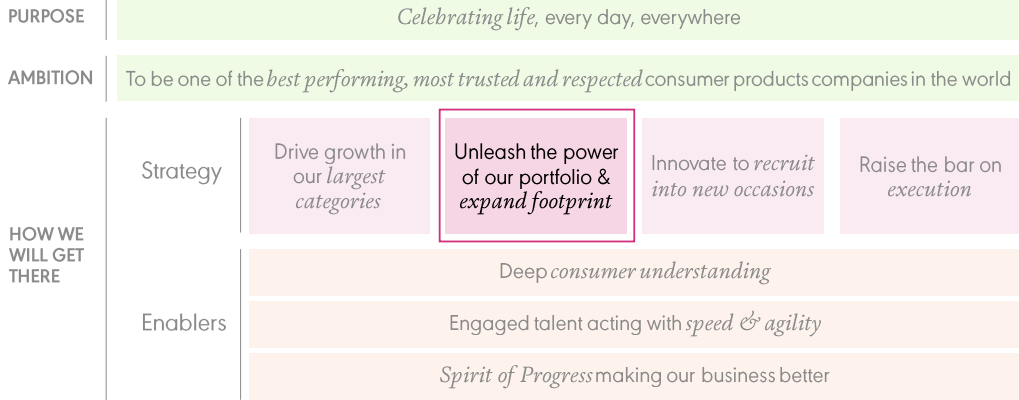 PURPOSE
Celebrating life, every day, everywhere
AMBITION
To be one of the best performing, most trusted and respected consumer products companies in the world
HOW WE
WILL GET
THERE
Strategy
Drive growth in
our largest
categories
Unleash the power
of our portfolio &
expand footprint
Innovate to recruit
into new occasions
Raise the bar on
execution
Enablers
Deep consumer understanding
Engaged talent acting with speed & agility
Spirit of Progress making our business better